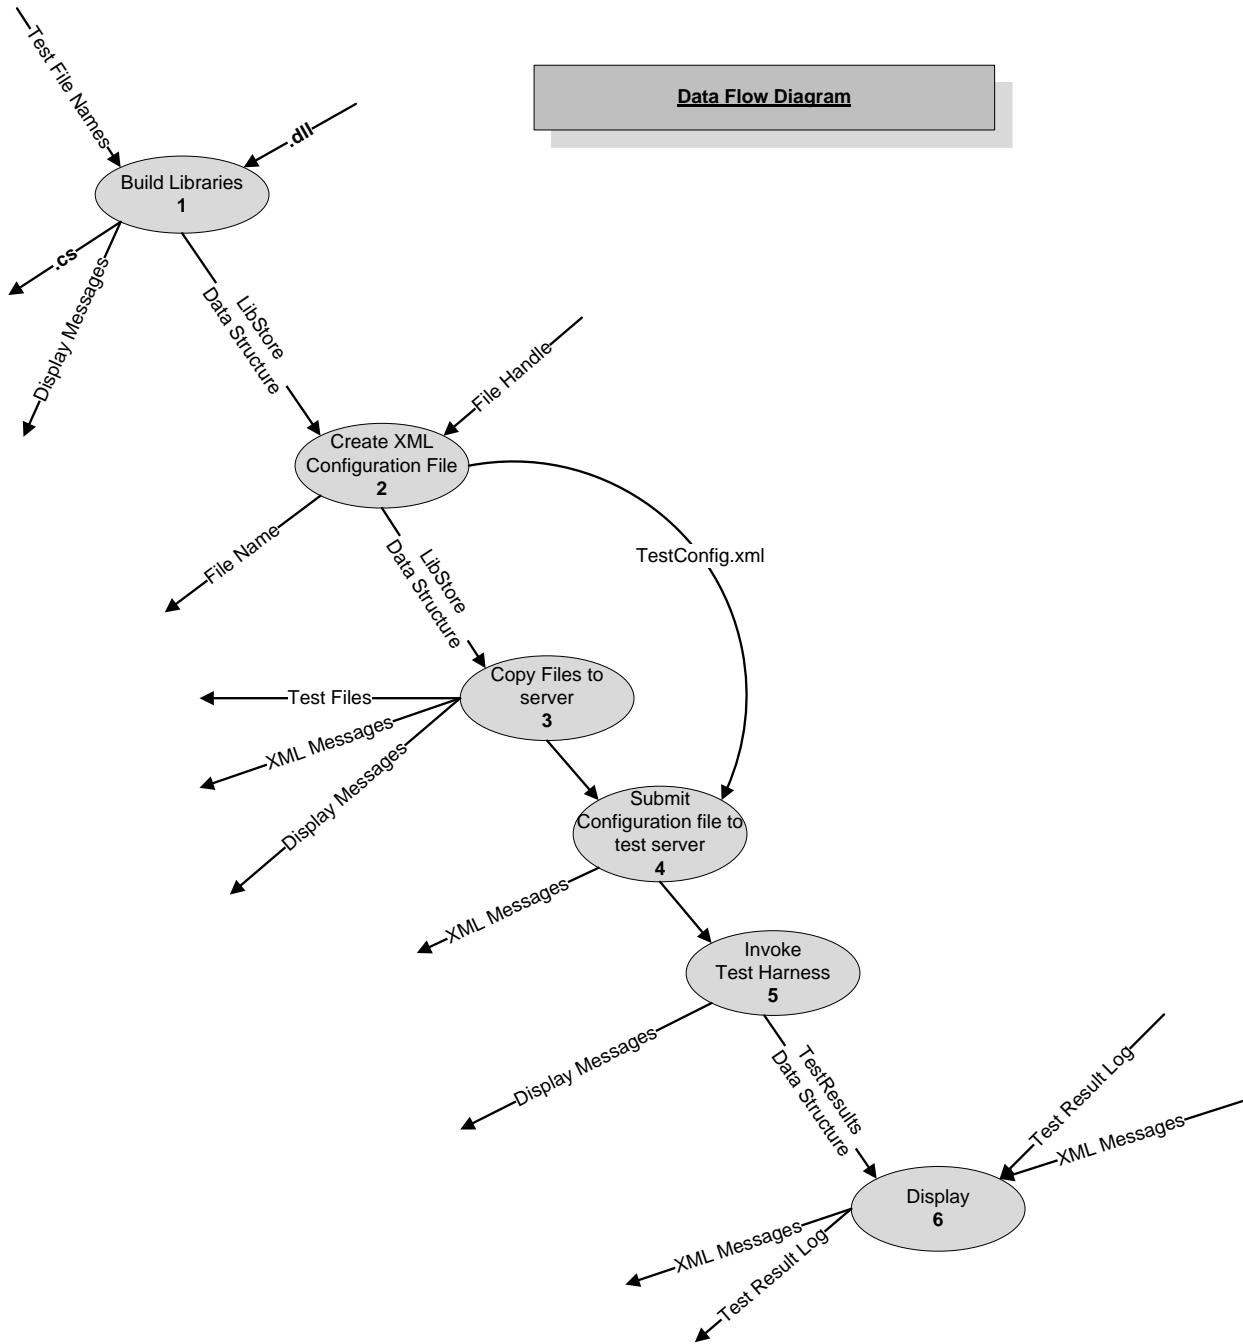 Data Flow Diagram
Test File Names
.dll
Build Libraries
1
.cs
Display Messages
LibStore
Data Structure
File Handle
Create XML
Configuration File
2
File Name
LibStore
Data Structure
TestConfig.xml
Copy Files to
server
3
Test Files
XML Messages
Display Messages
Submit
Configuration file to
test server
4
XML Messages
Invoke
Test Harness
5
Display Messages
TestResults
Data Structure
Test Result Log
XML Messages
Display
6
XML Messages
Test Result Log